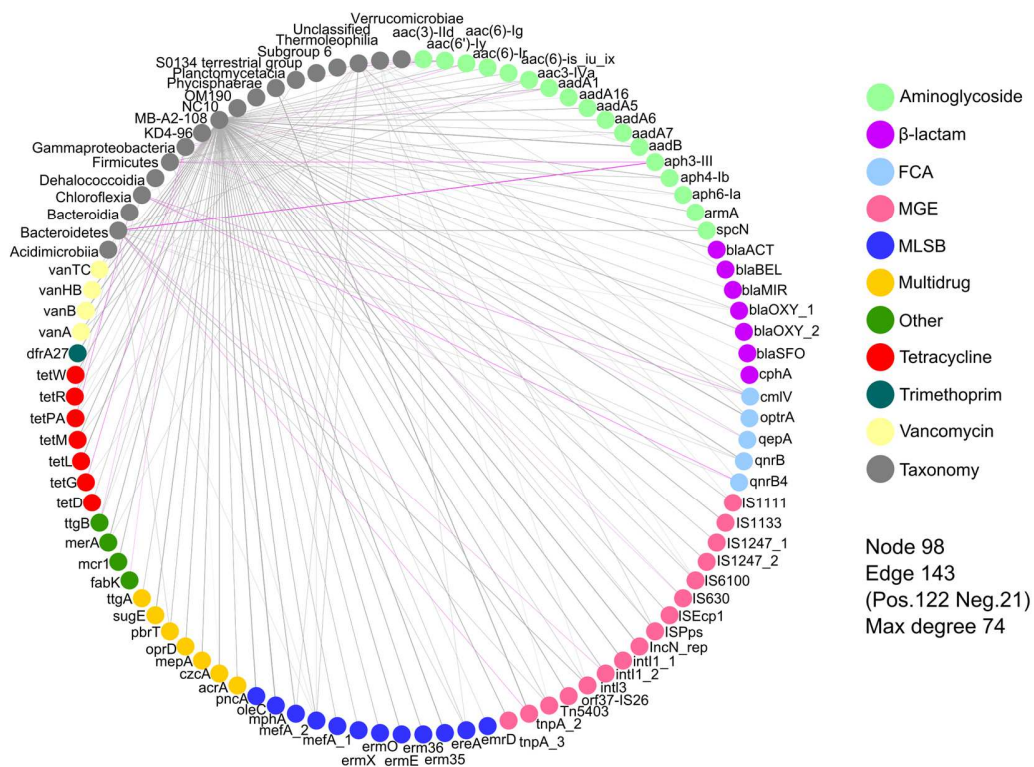 Verrucomicrobiae
Unclassified
Thermoleophilia
Subgroup 6
S0134 terrestrial group
Planctomycetacia
Phycisphaerae
OM190
NC10
MB-A2-108
KD4-96
Gammaproteobacteria
Firmicutes
Dehalococcoidia
Chloroflexia
Bacteroidia
Bacteroidetes
Acidimicrobiia
vanTC
vanHB
vanB
vanA
dfrA27
tetW
tetR
tetPA
tetM
tetL
tetG
tetD
ttgB
merA
mcr1
fabK
ttgA
sugE
pbrT
oprD
mepA
czcA
acrA
pncA
oleC
mphA
mefA_2
mefA_1
ermX
ermO
ermE
erm36
erm35
ereA
emrD
tnpA_3
tnpA_2
Tn5403
orf37-IS26
intl3
intI1_2
intI1_1
IncN_rep
ISPps
ISEcp1
IS630
IS6100
IS1247_2
IS1247_1
IS1133
IS1111
qnrB4
qnrB
qepA
optrA
cmlV
cphA
blaSFO
blaOXY_2
blaOXY_1
blaMIR
blaBEL
blaACT
spcN
armA
aph6-Ia
aph4-Ib
aph3-III
aadB
aadA7
aadA6
aadA5
aadA16
aadA1
aac3-IVa
aac(6)-is_iu_ix
aac(6)-Ir
aac(6)-Ig
aac(6')-Iy
aac(3)-IId
Aminoglycoside
β-lactam
FCA
MGE
MLSB
Multidrug
Other
Tetracycline
Trimethoprim
Vancomycin
Taxonomy
Node 98
Edge 143
(Pos.122 Neg.21)
Max degree 74